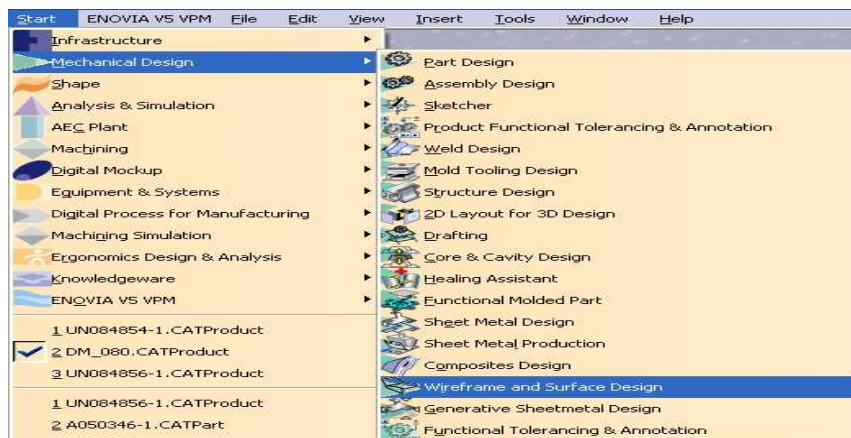 Start ENOVIA V5 VPM File Edit View Insert Tools Window Help
Infrastructure
Mechanical Design
Shape
Analysis & Simulation
AEC Plant
Machining
Digital Mockup
Equipment & Systems
Digital Process for Manufacturing
Machining Simulation
Ergonomics Design & Analysis
Knowledgeware
ENOVIA V5 VPM
1 UN084854-1.CATProduct
2 DM_080.CATProduct
3 UN084856-1.CATProduct
1 UN084856-1.CATProduct
2 A050346-1.CATPart
Part Design
Assembly Design
Sketcher
Product Functional Tolerancing & Annotation
Weld Design
Mold Tooling Design
Structure Design
2D Layout for 3D Design
Drafting
Core & Cavity Design
Healing Assistant
Functional Molded Part
Sheet Metal Design
Sheet Metal Production
Composites Design
Wireframe and Surface Design
Generative Sheetmetal Design
Functional Tolerancing & Annotation